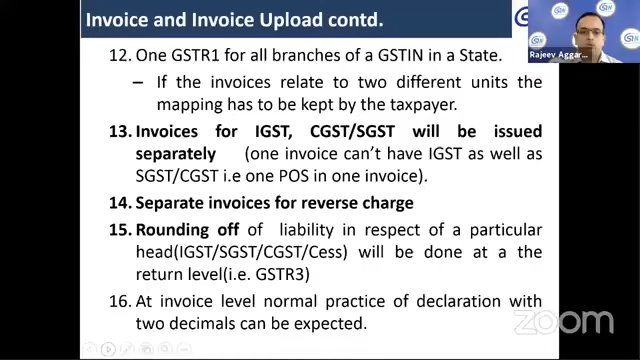 Invoice and Invoice Upload contd.
GSN
Rajeev Aggar...
12. One GSTR1 for all branches of a GSTIN in a State.
– If the invoices relate to two different units the
mapping has to be kept by the taxpayer.
13. Invoices for IGST, CGST/SGST will be issued
separately (one invoice can't have IGST as well as
SGST/CGST i.e one POS in one invoice).
14. Separate invoices for reverse charge
15. Rounding off of liability in respect of a particular
head(IGST/SGST/CGST/Cess) will be done at a the
return level(i.e. GSTR3)
16. At invoice level normal practice of declaration with
two decimals can be expected.
zoom